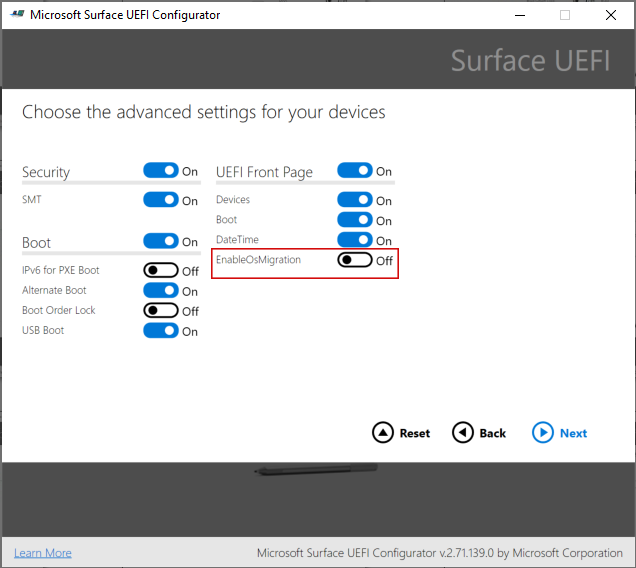 Microsoft Surface UEFI Configurator
Surface UEFI
Choose the advanced settings for your devices
Security On
SMT On
Boot On
IPv6 for PXE Boot Off
Alternate Boot On
Boot Order Lock Off
USB Boot On
UEFI Front Page On
Devices On
Boot On
DateTime On
EnableOsMigration Off
Reset Back Next
Learn More Microsoft Surface UEFI Configurator v.2.71.139.0 by Microsoft Corporation